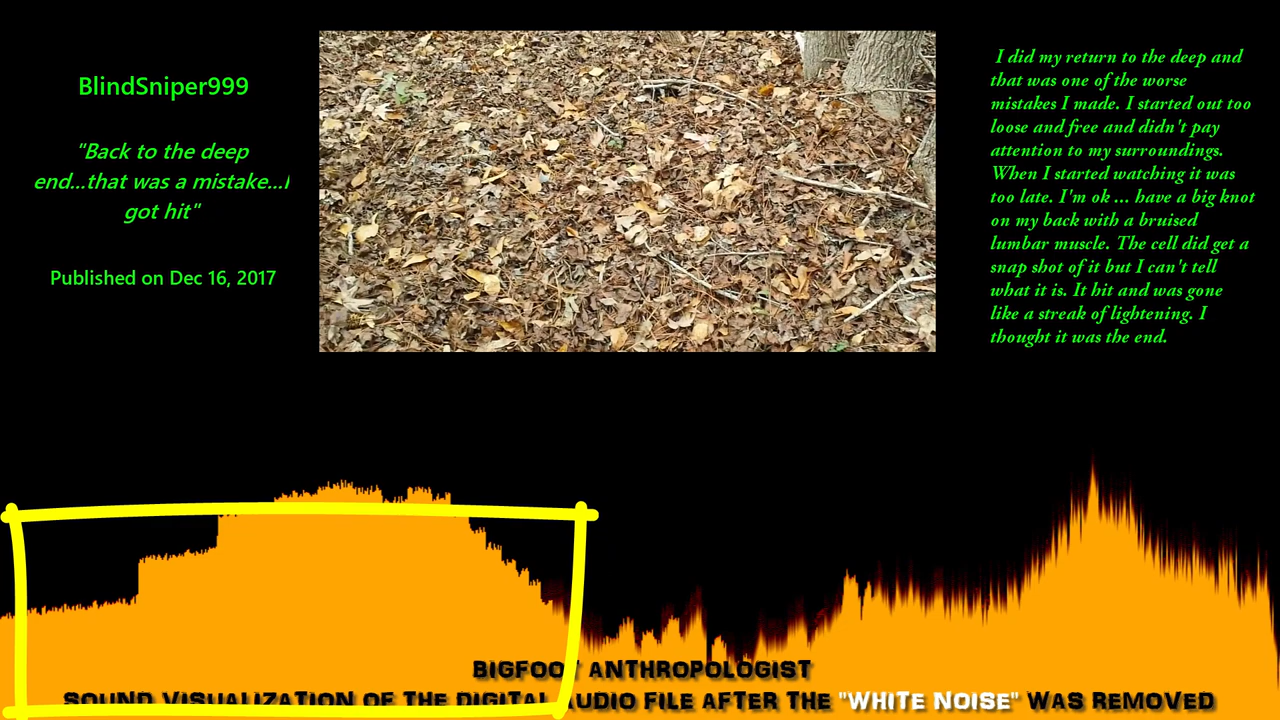 BlindSniper999
"Back to the deep
end...that was a mistake...I
got hit"
Published on Dec 16, 2017
I did my return to the deep and
that was one of the worse
mistakes I made. I started out too
loose and free and didn't pay
attention to my surroundings.
When I started watching it was
too late. I'm ok ... have a big knot
on my back with a bruised
lumbar muscle. The cell did get a
snap shot of it but I can't tell
what it is. It hit and was gone
like a streak of lightening. I
thought it was the end.
BIGFOOT ANTHROPOLOGIST
SOUND VISUALIZATION OF THE DIGITAL AUDIO FILE AFTER THE "WHITE NOISE" WAS REMOVED